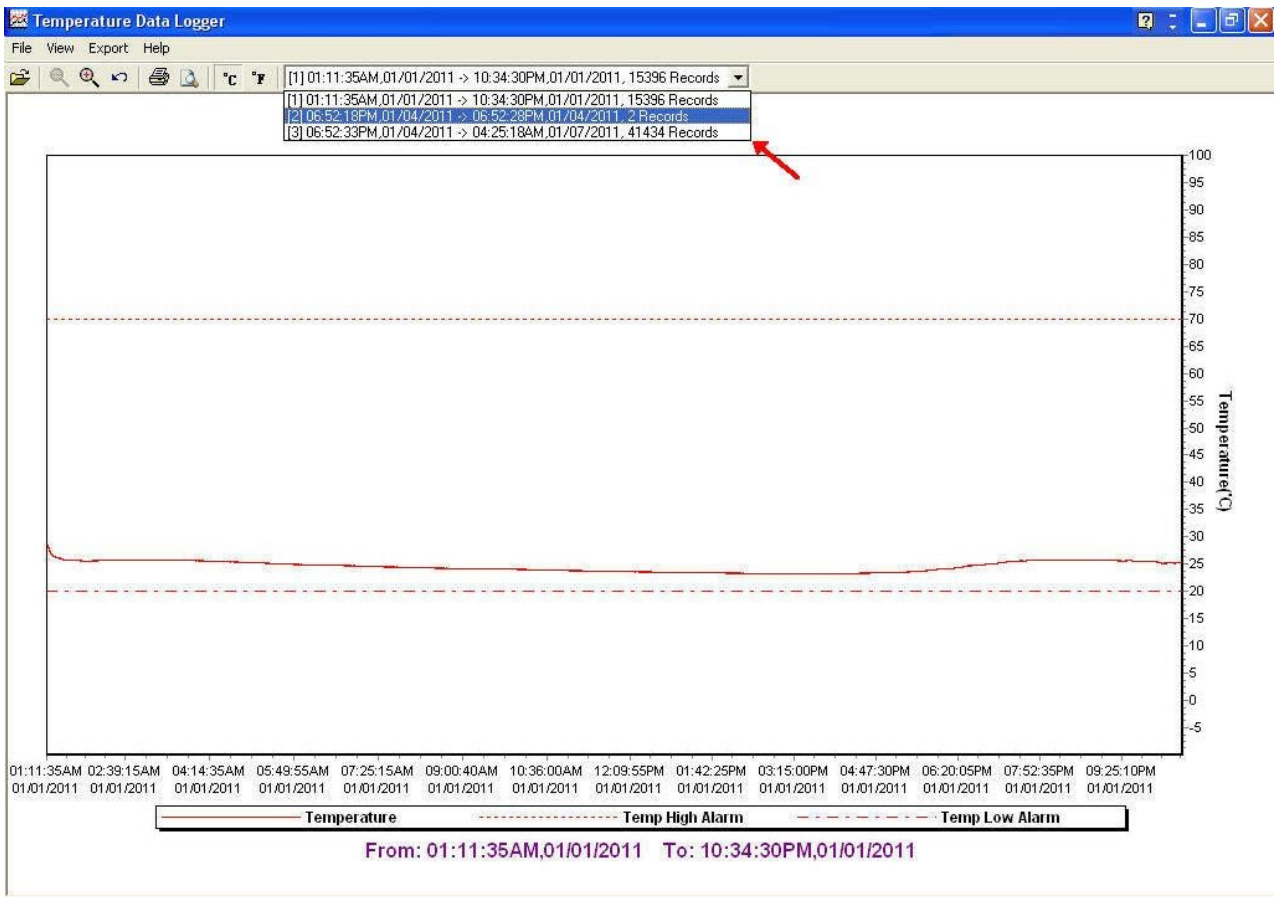 Temperature Data Logger
File View Export Help
°C °F [1] 01:11:35AM,01/01/2011 -> 10:34:30PM,01/01/2011, 15396 Records
[1] 01:11:35AM,01/01/2011 -> 10:34:30PM,01/01/2011, 15396 Records
[2] 06:52:18PM,01/04/2011 -> 06:52:28PM,01/04/2011, 2 Records
[3] 06:52:33PM,01/04/2011 -> 04:25:18AM,01/07/2011, 41434 Records
100
95
90
85
80
75
70
65
60
55
50
45
40
35
30
25
20
15
10
5
0
-5
Temperature(°C)
01:11:35AM 02:39:15AM 04:14:35AM 05:49:55AM 07:25:15AM 09:00:40AM 10:36:00AM 12:09:55PM 01:42:25PM 03:15:00PM 04:47:30PM 06:20:05PM 07:52:35PM 09:25:10PM
01/01/2011 01/01/2011 01/01/2011 01/01/2011 01/01/2011 01/01/2011 01/01/2011 01/01/2011 01/01/2011 01/01/2011 01/01/2011 01/01/2011 01/01/2011 01/01/2011
Temperature Temp High Alarm Temp Low Alarm
From: 01:11:35AM,01/01/2011 To: 10:34:30PM,01/01/2011